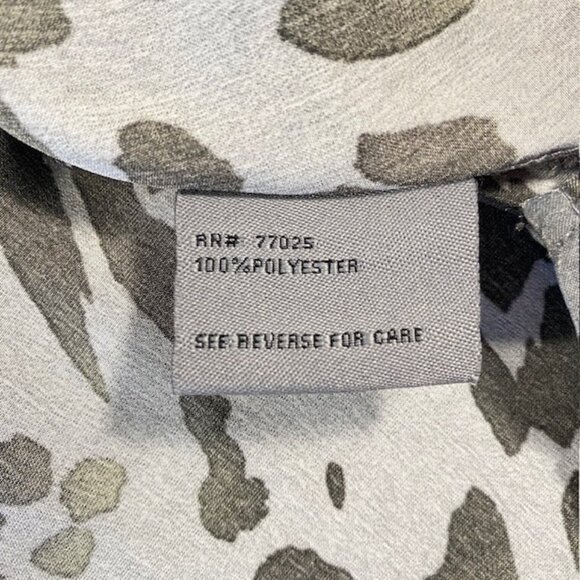 RN# 77025
100%POLYESTER
SEE REVERSE FOR CARE